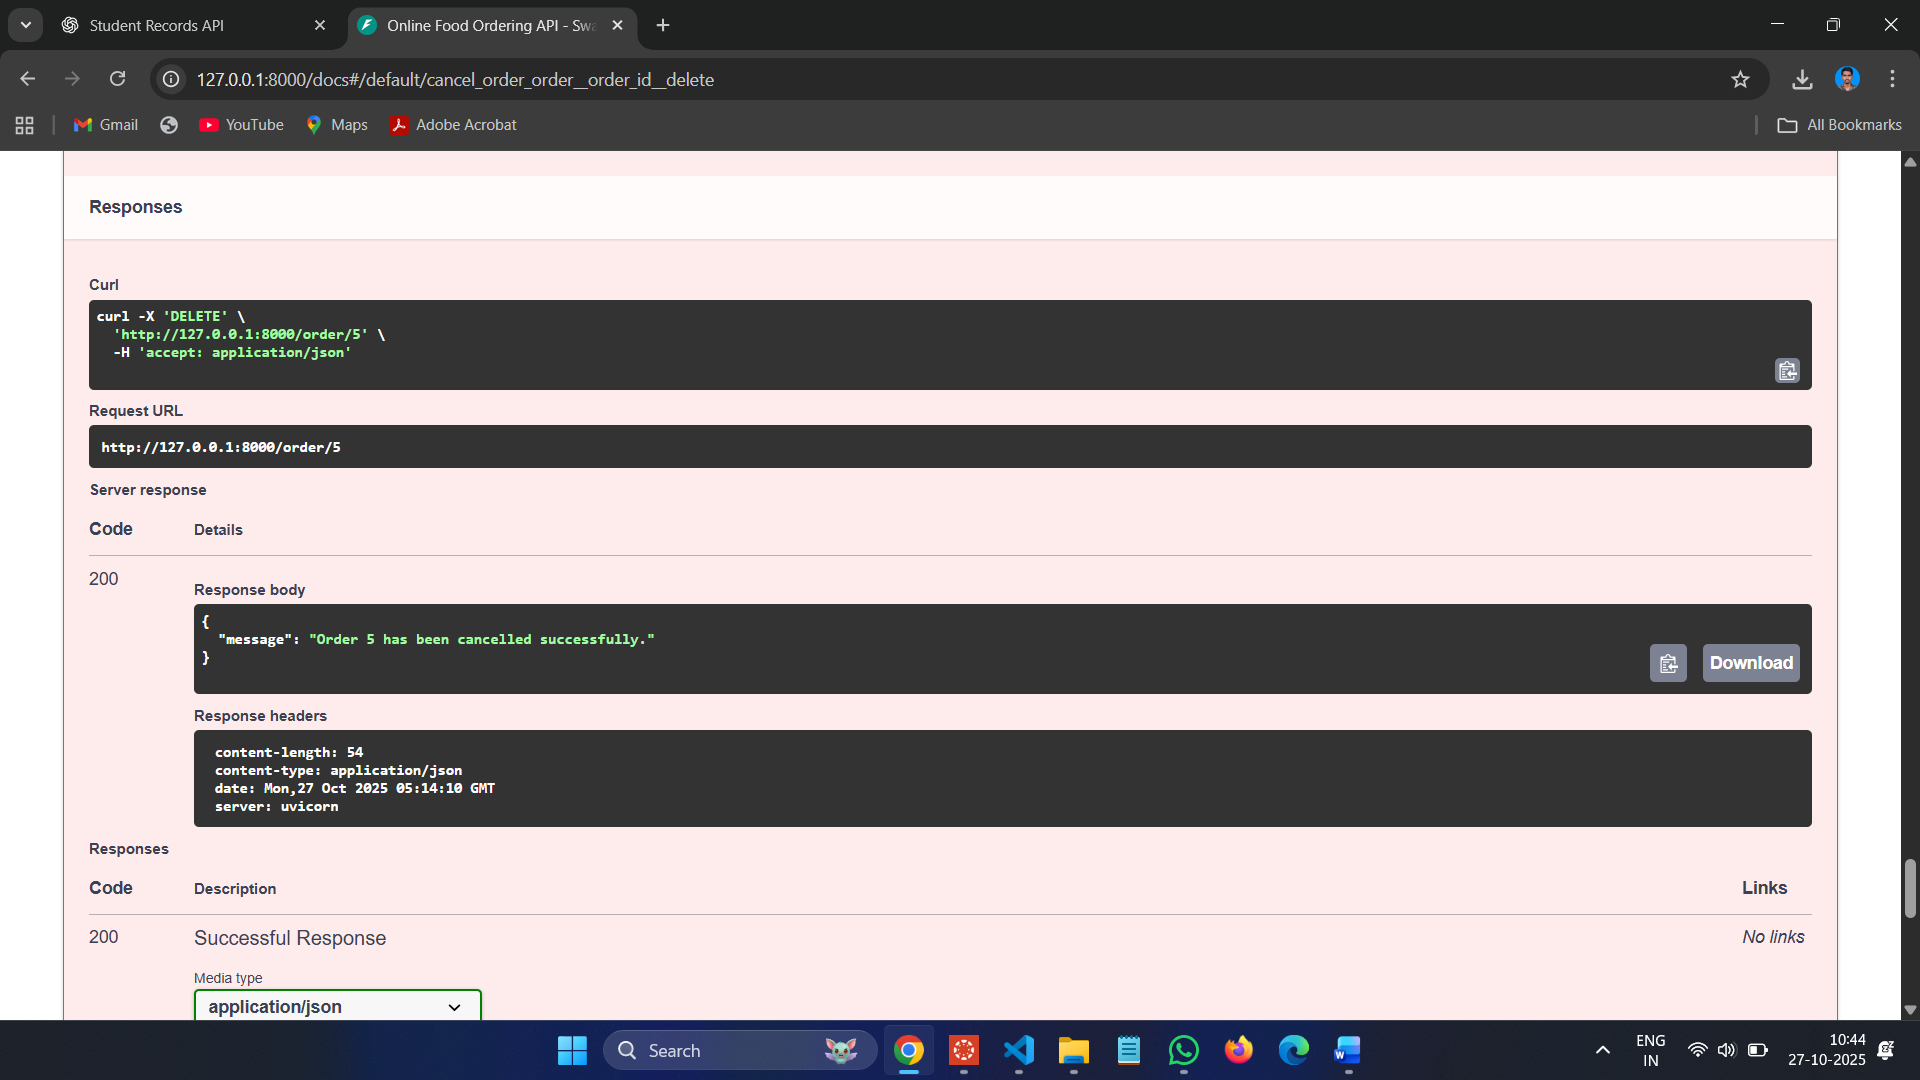 Student Records API
Online Food Ordering API - Swa
127.0.0.1:8000/docs#/default/cancel_order_order__order_id__delete
Gmail
YouTube
Maps
Adobe Acrobat
All Bookmarks
Responses
Curl
curl -X 'DELETE' \
'http://127.0.0.1:8000/order/5' \
-H 'accept: application/json'
Request URL
http://127.0.0.1:8000/order/5
Server response
Code Details
200
Response body
{
"message": "Order 5 has been cancelled successfully."
}
Download
Response headers
content-length: 54
content-type: application/json
date: Mon,27 Oct 2025 05:14:10 GMT
server: uvicorn
Responses
Code Description Links
200 Successful Response No links
Media type
application/json
Search
ENG
IN
10:44
27-10-2025